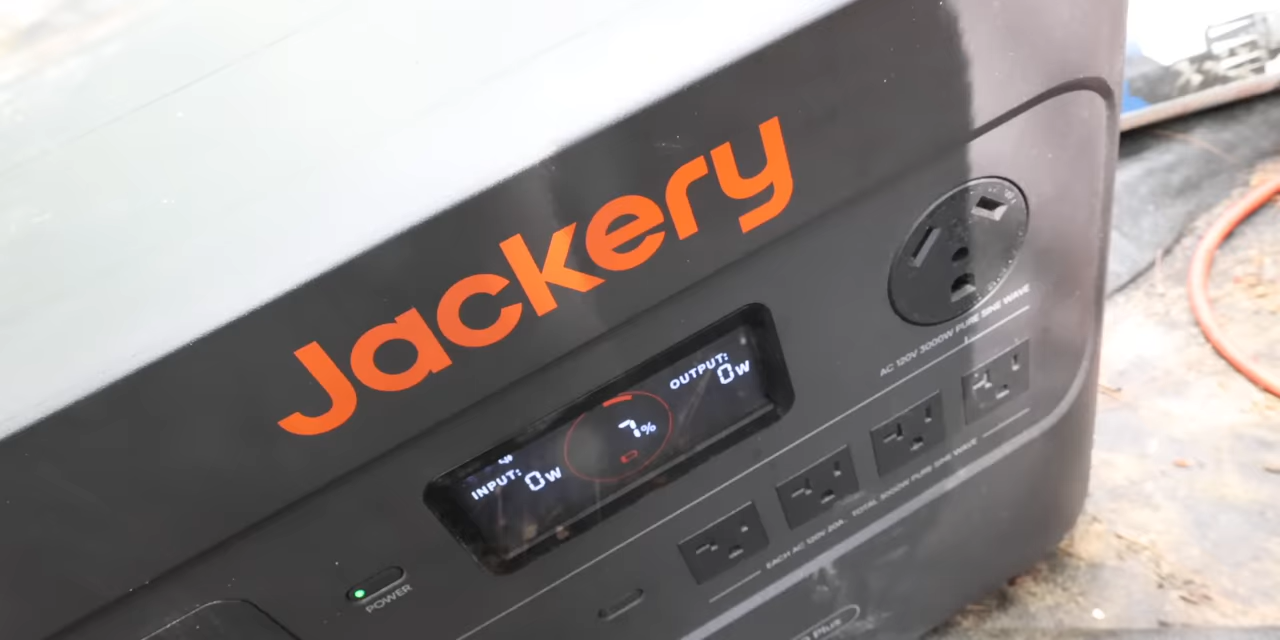 Jackery
INPUT:
0W
7%
OUTPUT:
0W
POWER
AC 120V 3000W PURE SINE WAVE
EACH AC 120V 20A, TOTAL 3000W PURE SINE WAVE
Plus